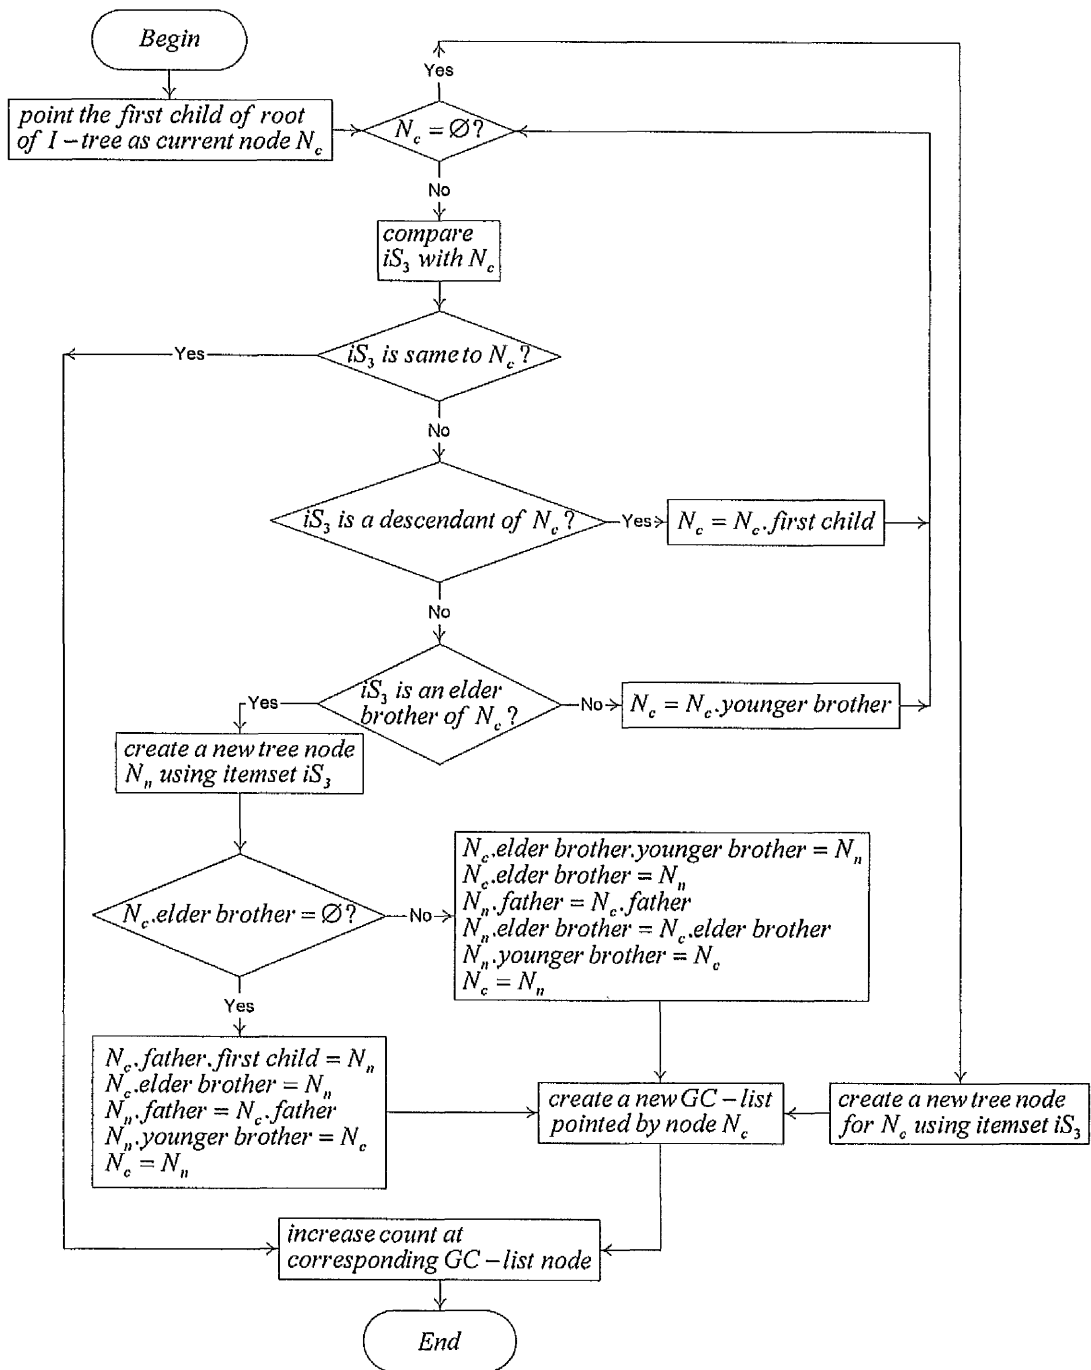 Begin
Yes
point the first child of root
of I – tree as current node N_c
N_c = ∅?
No
compare
iS_3 with N_c
Yes
iS_3 is same to N_c ?
No
iS_3 is a descendant of N_c ?
Yes
N_c = N_c.first child
No
iS_3 is an elder
brother of N_c ?
Yes
No
N_c = N_c.younger brother
create a new tree node
N_n using itemset iS_3
N_c.elder brother = ∅?
No
N_c.elder brother.younger brother = N_n
N_c.elder brother = N_n
N_n.father = N_c.father
N_n.elder brother = N_c.elder brother
N_n.younger brother = N_c
N_c = N_n
Yes
N_c.father.first child = N_n
N_c.elder brother = N_n
N_n.father = N_c.father
N_n.younger brother = N_c
N_c = N_n
create a new GC – list
pointed by node N_c
create a new tree node
for N_c using itemset iS_3
increase count at
corresponding GC – list node
End